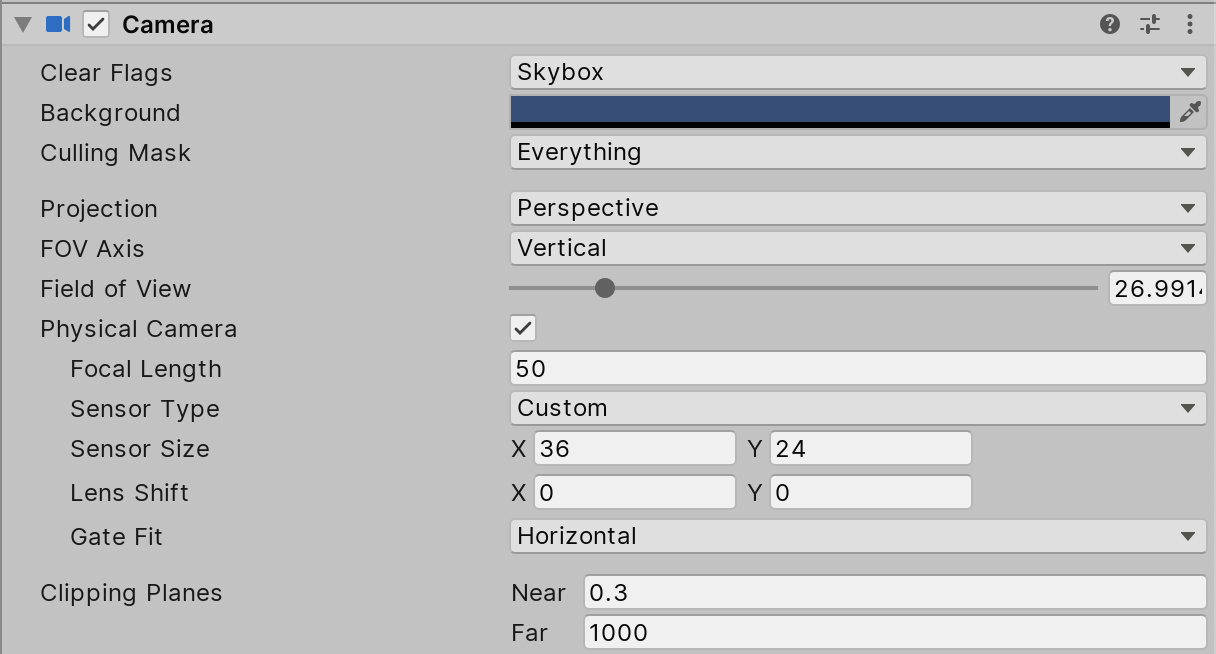 Camera
Clear Flags Skybox
Background
Culling Mask Everything
Projection Perspective
FOV Axis Vertical
Field of View 26.991
Physical Camera
Focal Length 50
Sensor Type Custom
Sensor Size X 36 Y 24
Lens Shift X 0 Y 0
Gate Fit Horizontal
Clipping Planes Near 0.3
Far 1000